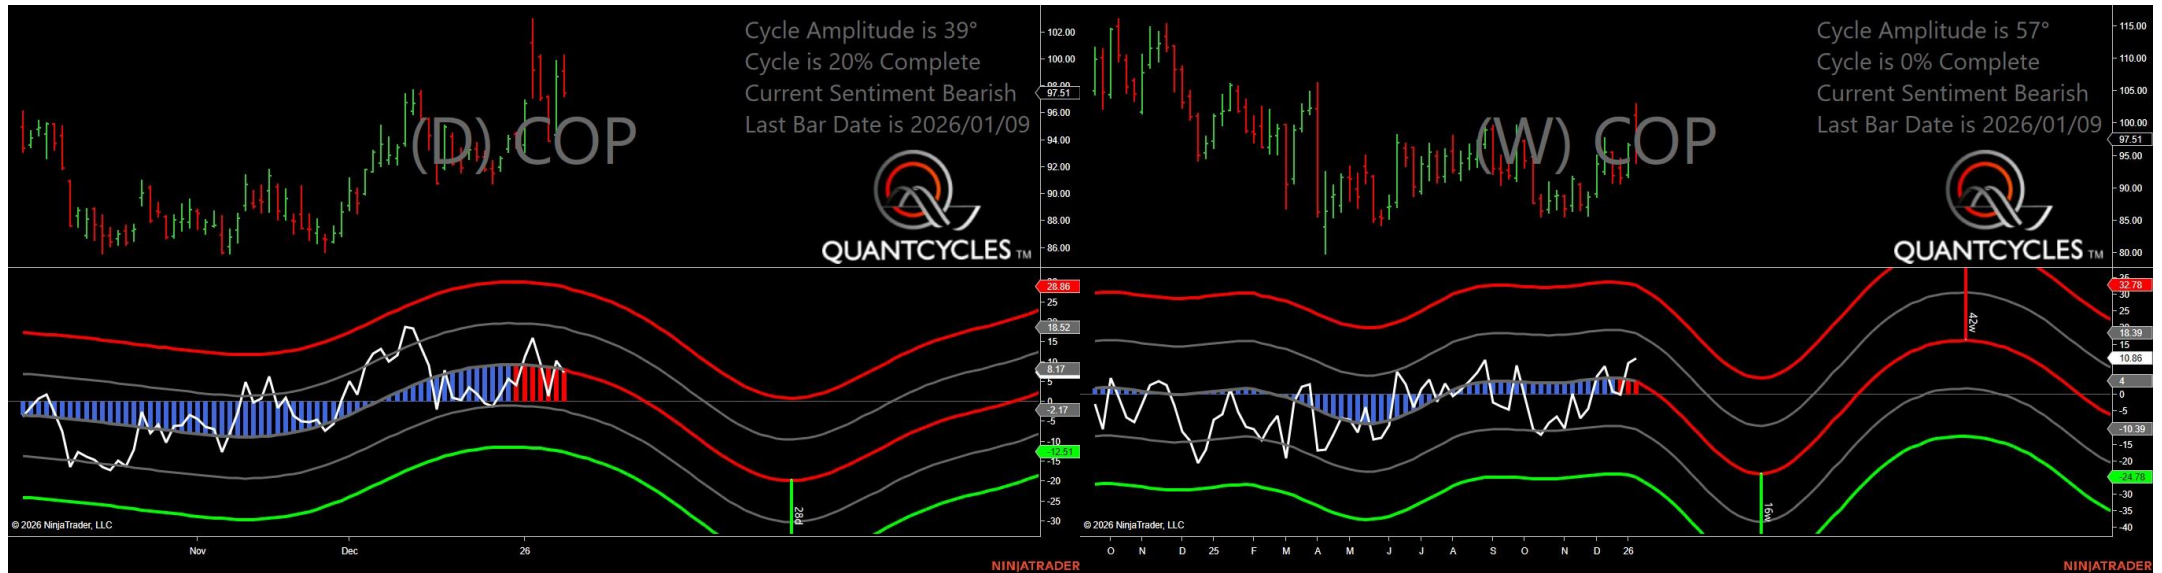 Cycle Amplitude is 39°
Cycle is 20% Complete
Current Sentiment Bearish
Last Bar Date is 2026/01/09
(D) COP
QUANTCYCLES TM
102.00
100.00
97.51
96.00
94.00
92.00
90.00
88.00
86.00
28.86
25
18.52
15
8.17
5
0
-2.17
-5
-10
-12.51
-15
-20
-25
-30
28d
© 2026 NinjaTrader, LLC
Nov Dec 26
NINJATRADER
Cycle Amplitude is 57°
Cycle is 0% Complete
Current Sentiment Bearish
Last Bar Date is 2026/01/09
(W) COP
QUANTCYCLES TM
115.00
110.00
105.00
100.00
97.51
95.00
90.00
85.00
80.00
32.78
30
25
18.39
15
10.86
4
0
-5
-10.39
-15
-20
-24.78
-30
-35
-40
42w
16w
© 2026 NinjaTrader, LLC
O N D 25 F M A M J J A S O N D 26
NINJATRADER